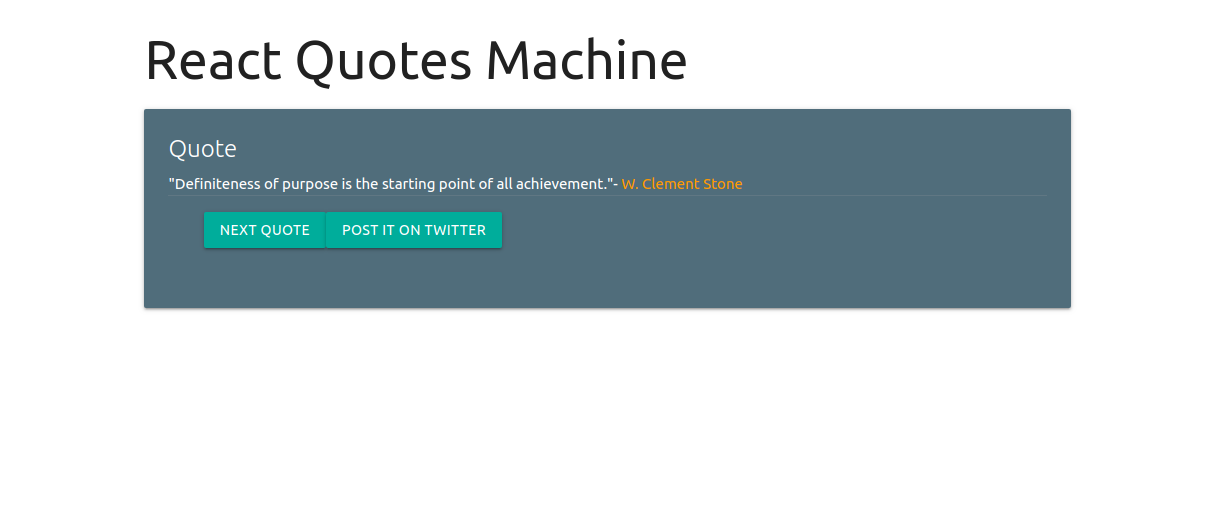 React Quotes Machine
Quote
"Definiteness of purpose is the starting point of all achievement."- W. Clement Stone
NEXT QUOTE POST IT ON TWITTER